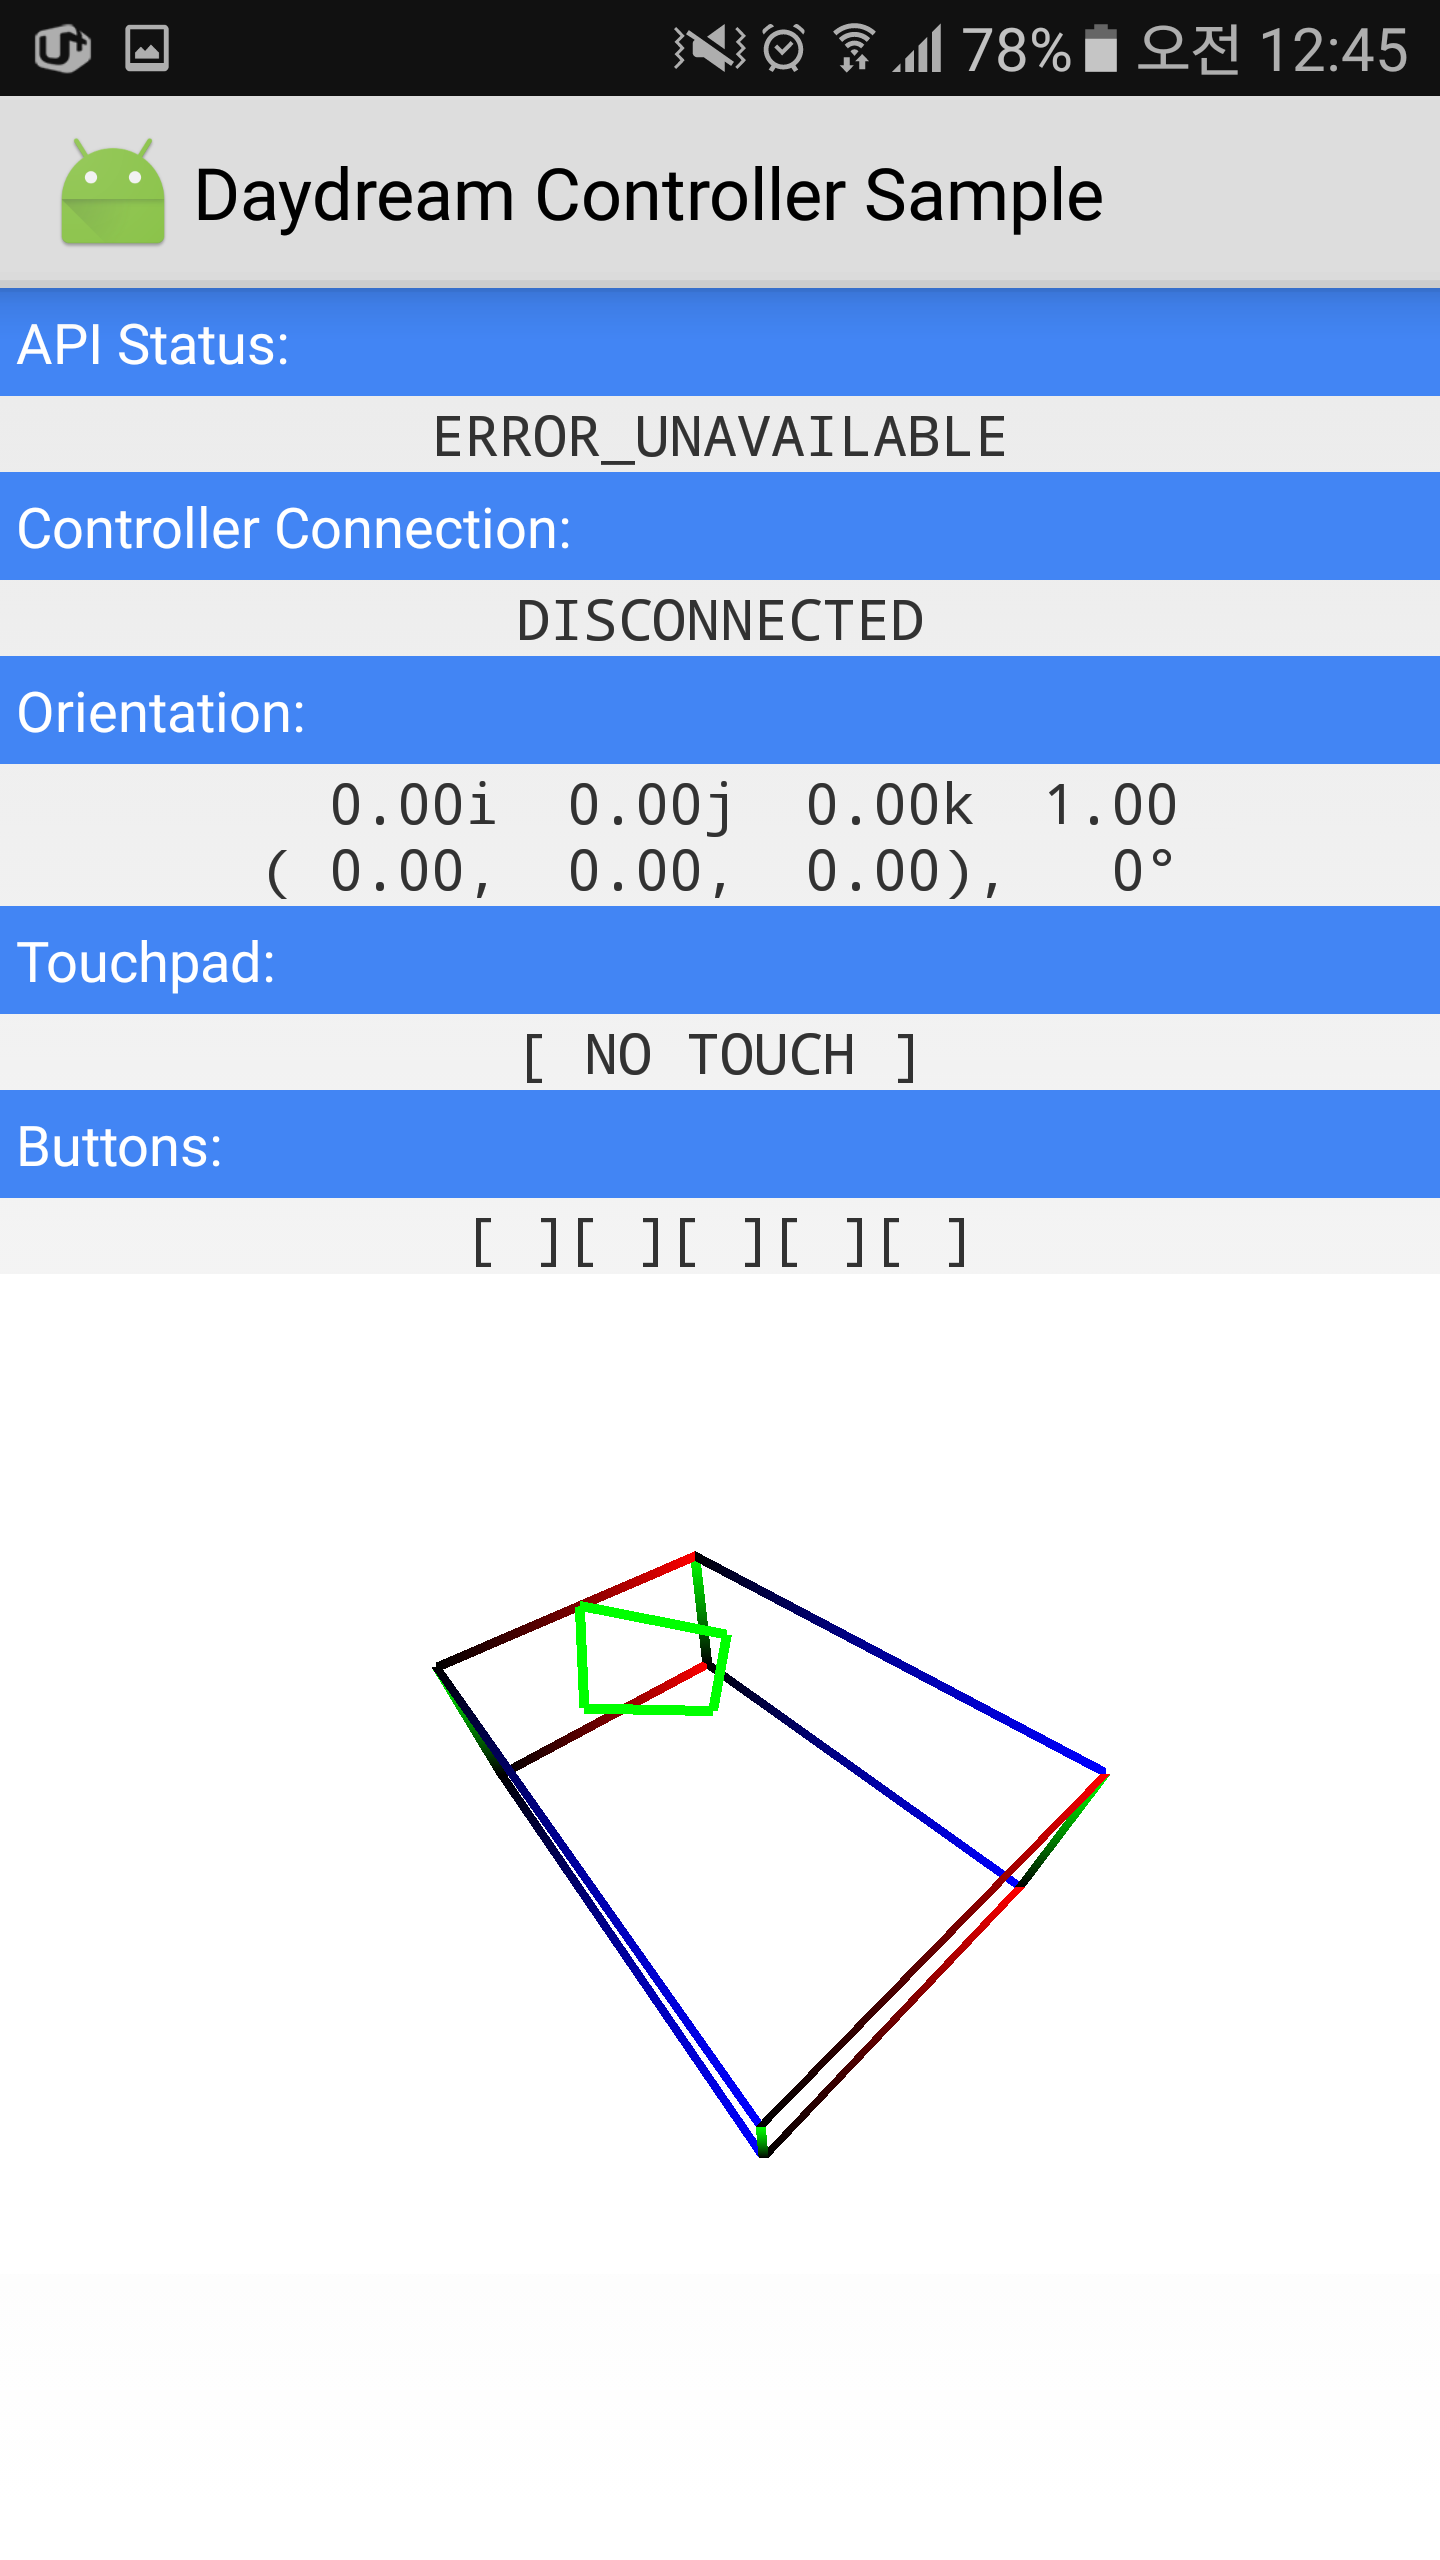 U+ 78% 오전 12:45
Daydream Controller Sample
API Status:
ERROR_UNAVAILABLE
Controller Connection:
DISCONNECTED
Orientation:
0.00i 0.00j 0.00k 1.00
( 0.00, 0.00, 0.00), 0°
Touchpad:
[ NO TOUCH ]
Buttons:
[ ][ ][ ][ ][ ]